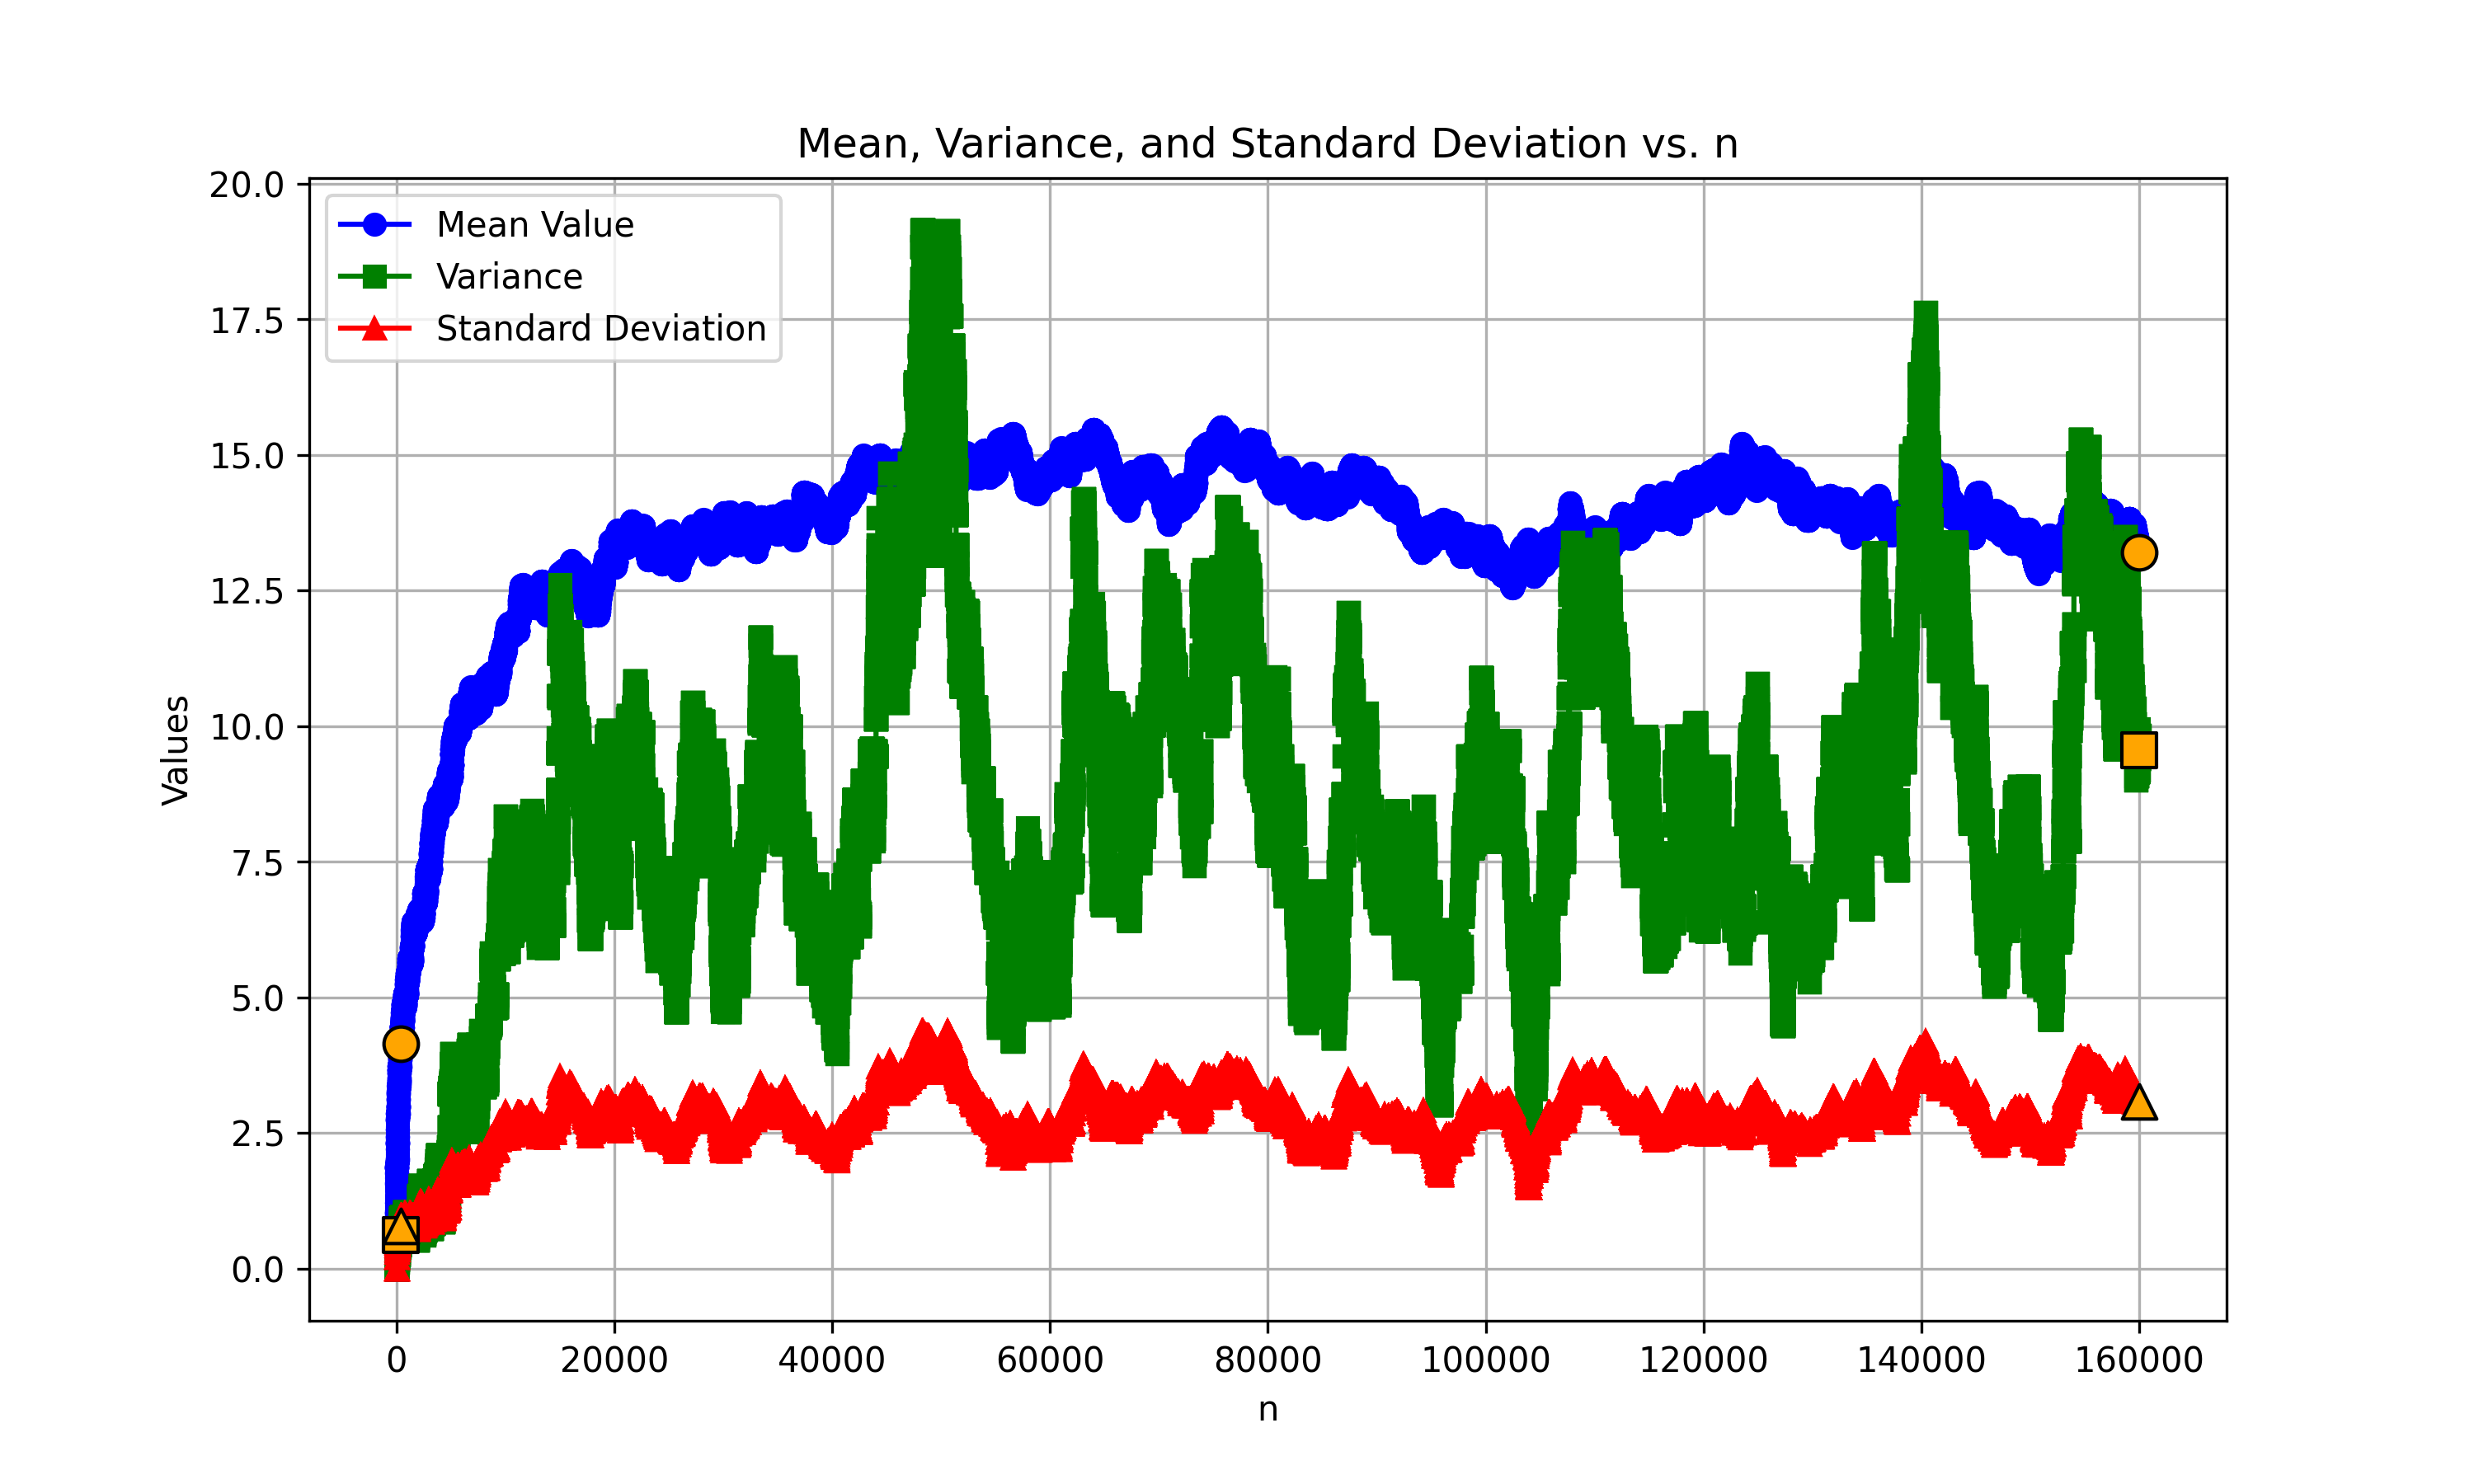 Mean, Variance, and Standard Deviation vs. n
20.0
17.5
15.0
12.5
10.0
7.5
5.0
2.5
0.0
Values
Mean Value
Variance
Standard Deviation
0 20000 40000 60000 80000 100000 120000 140000 160000
n